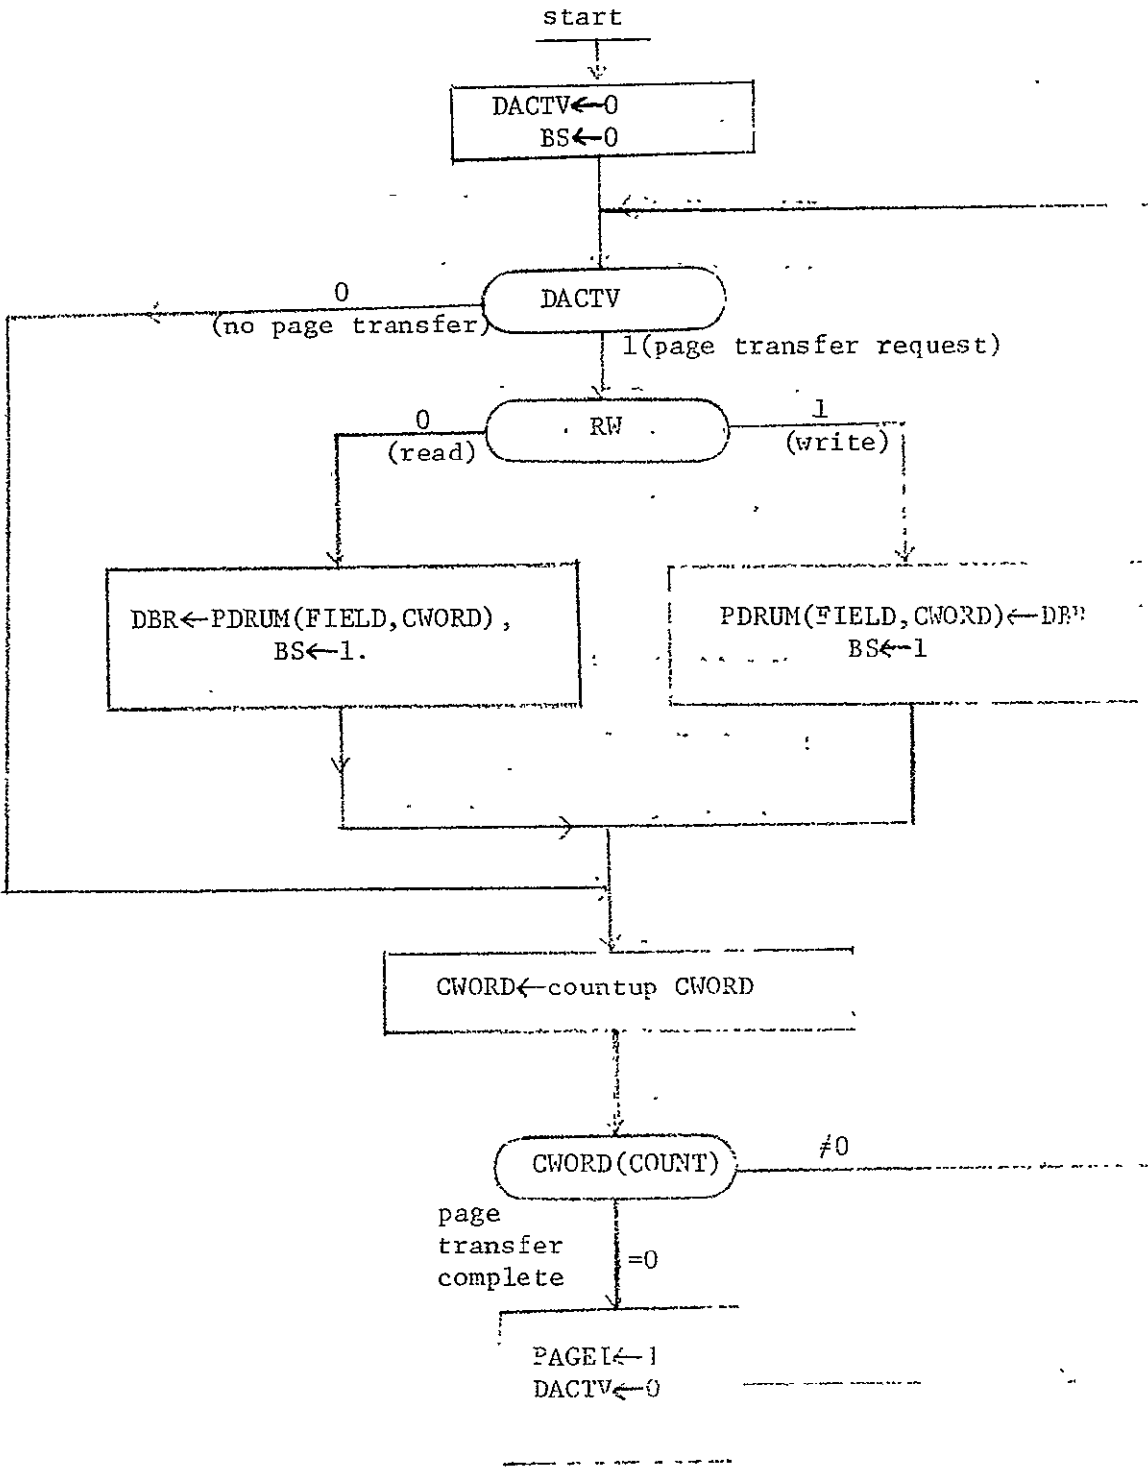 start
DACTV←0
BS←0
DACTV
0
(no page transfer)
1(page transfer request)
RW
0
(read)
1
(write)
DBR←PDRUM(FIELD,CWORD),
BS←1.
PDRUM(FIELD,CWORD)←
BS←1
CWORD←countup CWORD
CWORD(COUNT)
≠0
page
transfer
complete
=0
PAGEI←1
DACTV←0